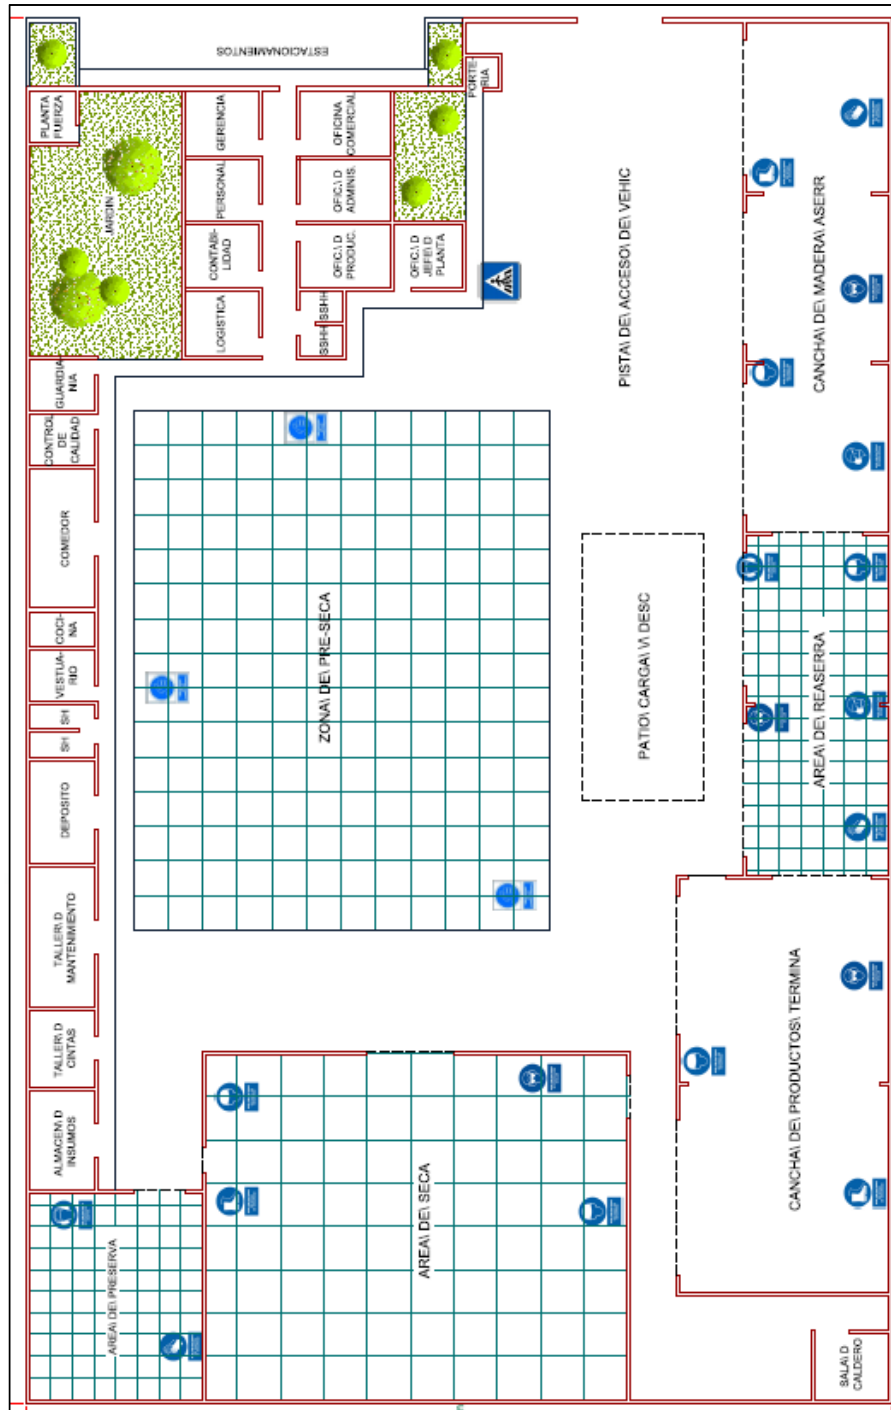 ESTACIONAMIENTOS
PLANTA
FUERZA
JARDIN
GERENCIA
PERSONAL
CONTABI-
LIDAD
LOGISTICA
OFICINA
COMERCIAL
OFIC.\ D
ADMINIS.
OFIC.\ D
PRODUC.
OFIC.\ D
JEFE\ D
PLANTA
SSHH
SSHH
PORTE-
RIA
PISTA\ DE\ ACCESO\ DE\ VEHIC
CANCHA\ DE\ MADERA\ ASERR
GUARDIA
NIA
CONTROL
DE
CALIDAD
COMEDOR
COCI-
NA
VESTUA-
RIO
SH
SH
DEPOSITO
TALLER\ D
MANTENIMIENTO
TALLER\ D
CINTAS
ALMACEN\ D
INSUMOS
ZONA\ DE\ PRE-SECA
PATIO\ CARGA\ \\ DESC
AREA\ DE\ REASERRA
AREA\ DE\ PRESERVA
AREA\ DE\ SECA
CANCHA\ DE\ PRODUCTOS\ TERMINA
SALA\ D
CALDERO